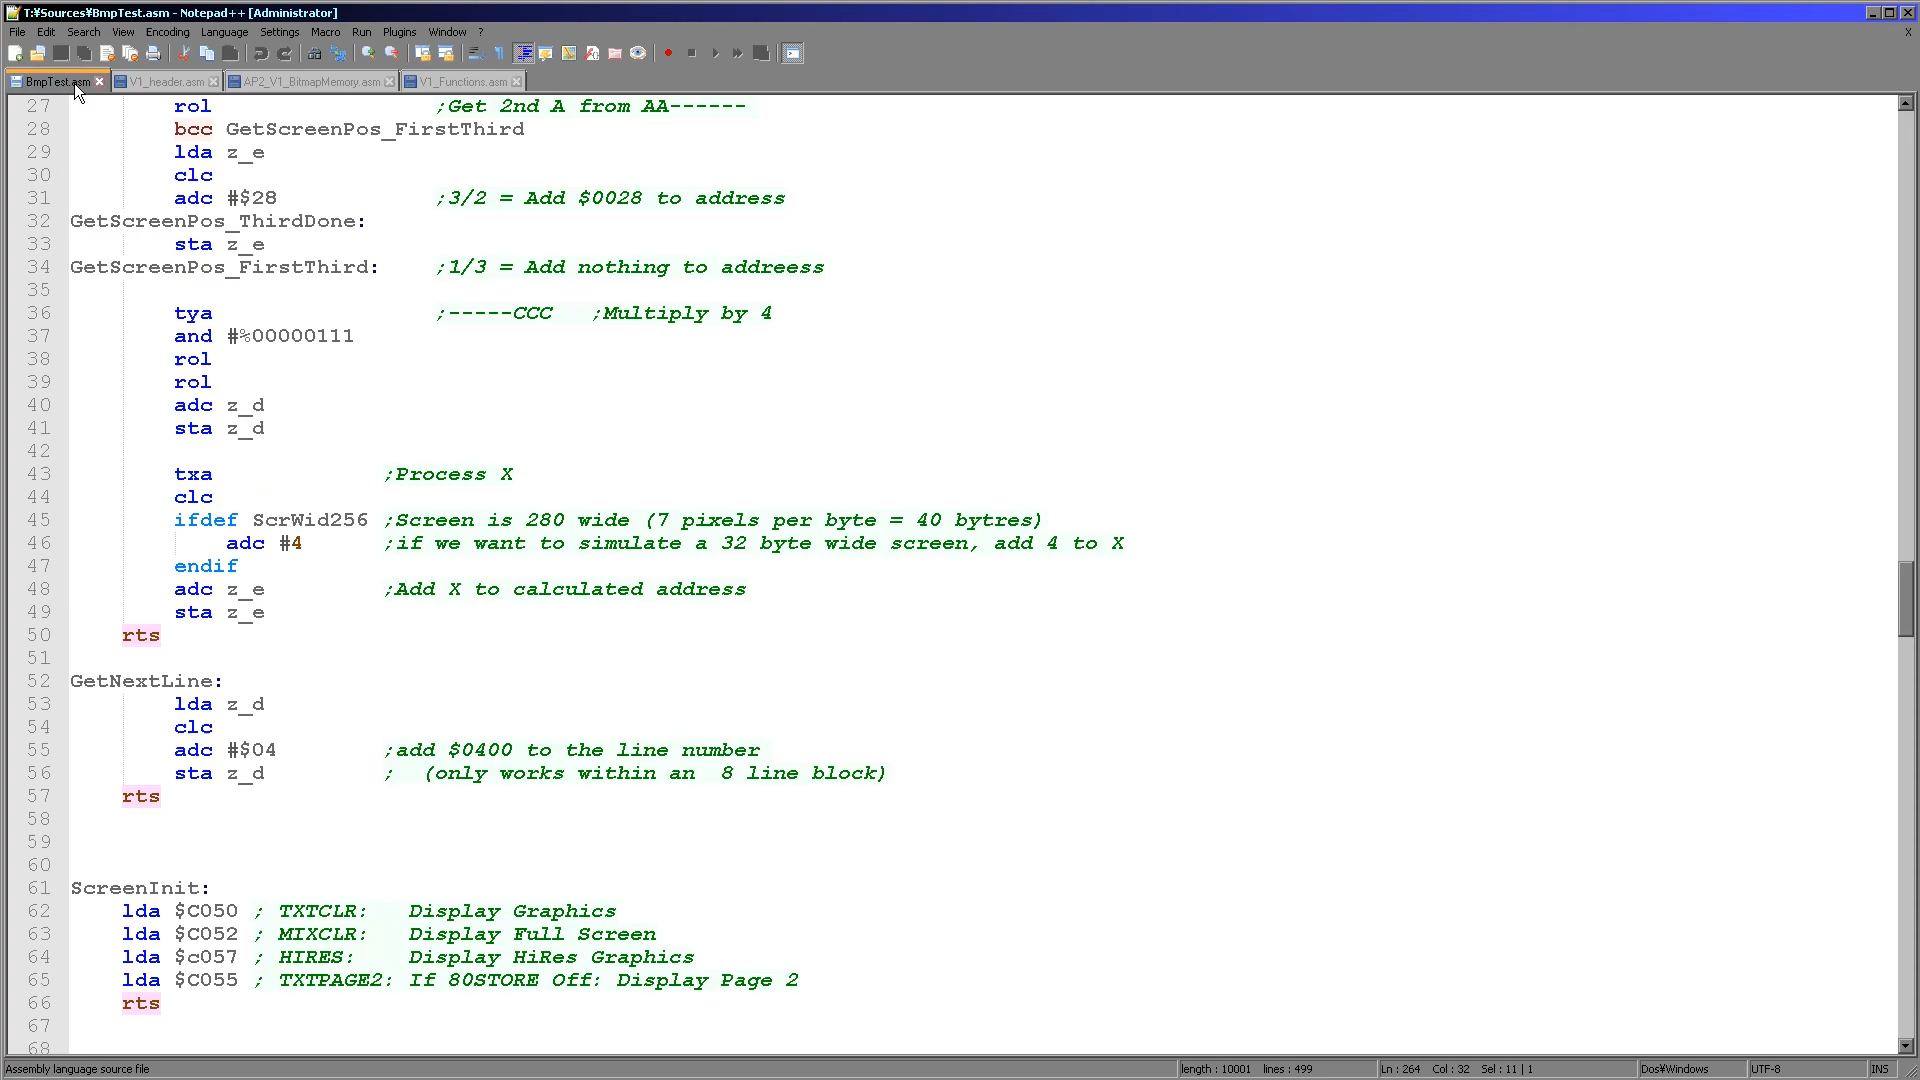 T:¥Sources¥BmpTest.asm - Notepad++ [Administrator]
File Edit Search View Encoding Language Settings Macro Run Plugins Window ? X
BmpTest.asm V1_header.asm AP2_V1_BitmapMemory.asm V1_Functions.asm
27 rol ;Get 2nd A from AA------
28 bcc GetScreenPos_FirstThird
29 lda z_e
30 clc
31 adc #$28 ;3/2 = Add $0028 to address
32 GetScreenPos_ThirdDone:
33 sta z_e
34 GetScreenPos_FirstThird: ;1/3 = Add nothing to addreess
35
36 tya ;-----CCC ;Multiply by 4
37 and #%00000111
38 rol
39 rol
40 adc z_d
41 sta z_d
42
43 txa ;Process X
44 clc
45 ifdef ScrWid256 ;Screen is 280 wide (7 pixels per byte = 40 bytres)
46 adc #4 ;if we want to simulate a 32 byte wide screen, add 4 to X
47 endif
48 adc z_e ;Add X to calculated address
49 sta z_e
50 rts
51
52 GetNextLine:
53 lda z_d
54 clc
55 adc #$04 ;add $0400 to the line number
56 sta z_d ; (only works within an 8 line block)
57 rts
58
59
60
61 ScreenInit:
62 lda $C050 ; TXTCLR: Display Graphics
63 lda $C052 ; MIXCLR: Display Full Screen
64 lda $c057 ; HIRES: Display HiRes Graphics
65 lda $C055 ; TXTPAGE2: If 80STORE Off: Display Page 2
66 rts
67
68
Assembly language source file length : 10001 lines : 499 Ln : 264 Col : 32 Sel : 11 | 1 Dos¥Windows UTF-8 INS